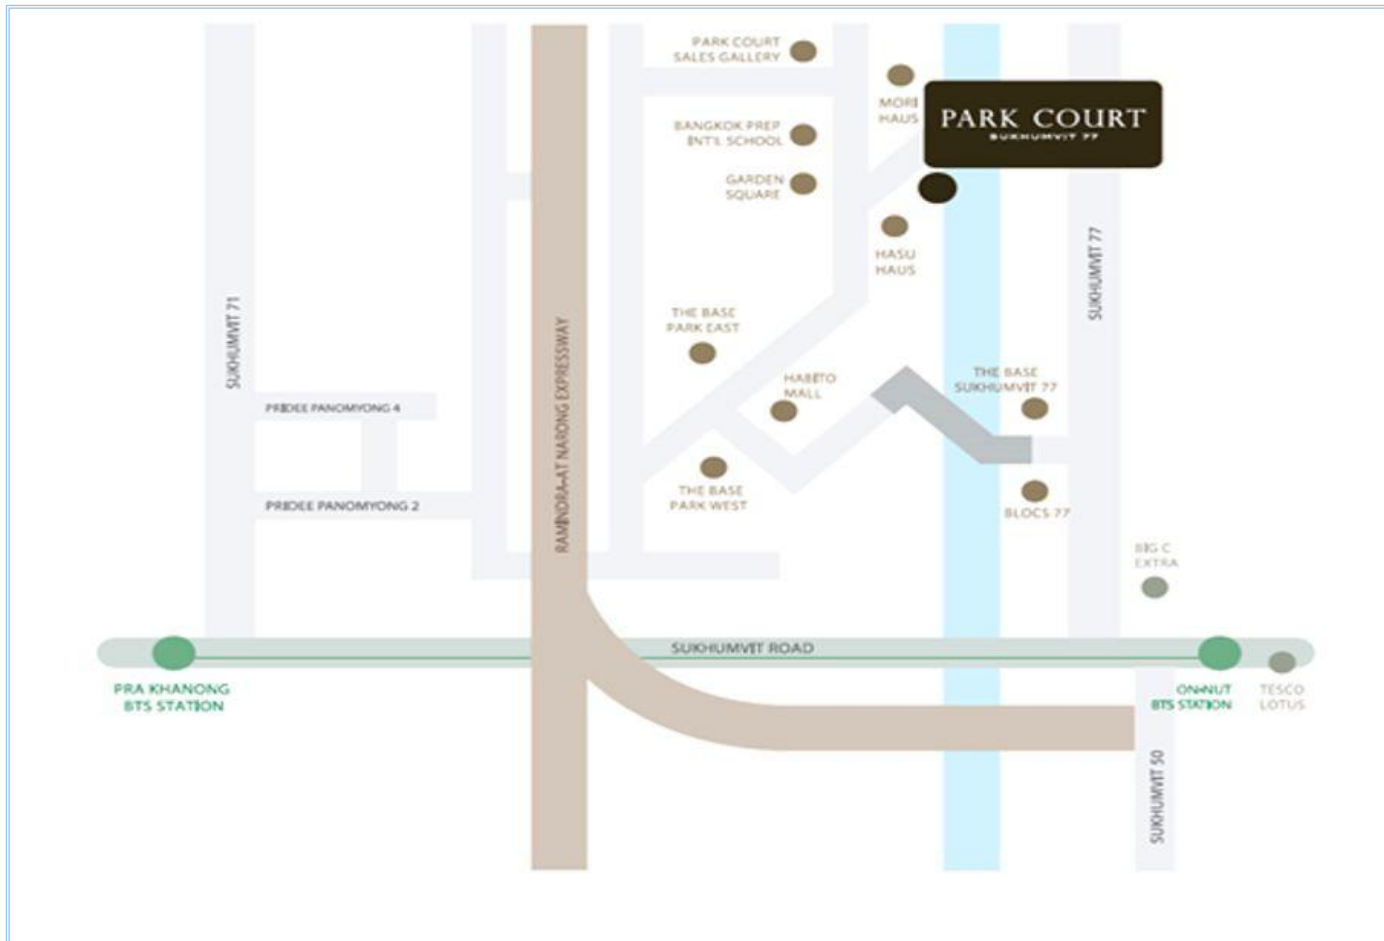 PARK COURT
SALES GALLERY
MORI
HAUS
PARK COURT
SUKHUMVIT 77
BANGKOK PREP
INT'L SCHOOL
GARDEN
SQUARE
HASU
HAUS
SUKHUMVIT 77
SUKHUMVIT 71
THE BASE
PARK EAST
RAMINDRA-AT NARONG EXPRESSWAY
HABITO
MALL
THE BASE
SUKHUMVIT 77
PRIDEE PANOMYONG 4
THE BASE
PARK WEST
PRIDEE PANOMYONG 2
BLOCS 77
BIG C
EXTRA
SUKHUMVIT ROAD
PRA KHANONG
BTS STATION
ON-NUT
BTS STATION
TESCO
LOTUS
SUKHUMVIT 50